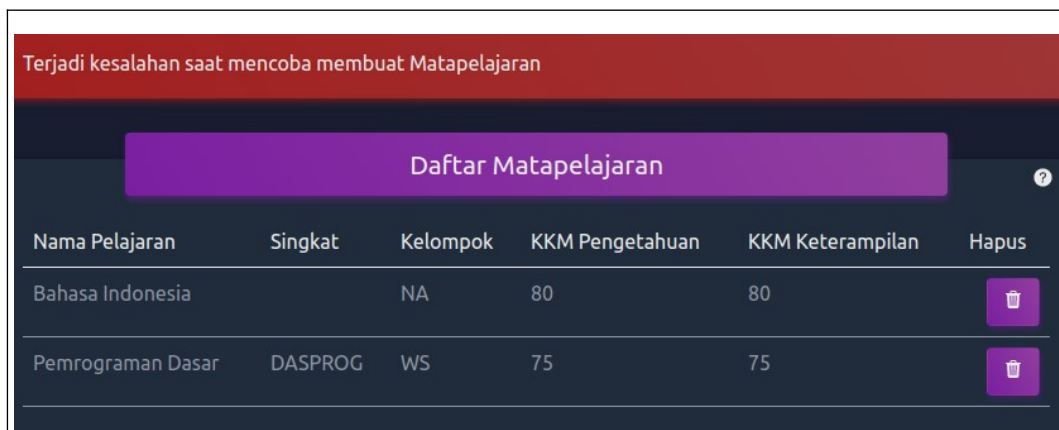 Terjadi kesalahan saat mencoba membuat Matapelajaran
Daftar Matapelajaran
?
Nama Pelajaran Singkat Kelompok KKM Pengetahuan KKM Keterampilan Hapus
Bahasa Indonesia NA 80 80
Pemrograman Dasar DASPROG WS 75 75